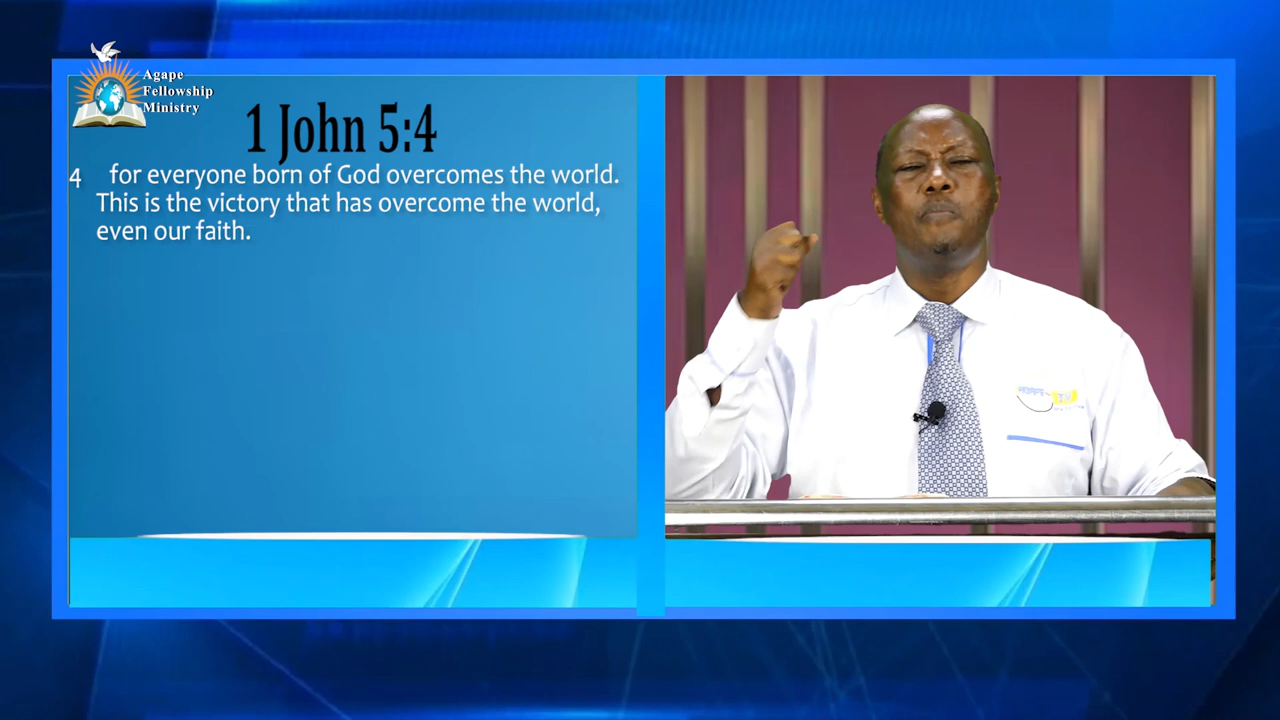 Agape
Fellowship
Ministry
1 John 5:4
4 for everyone born of God overcomes the world.
This is the victory that has overcome the world,
even our faith.